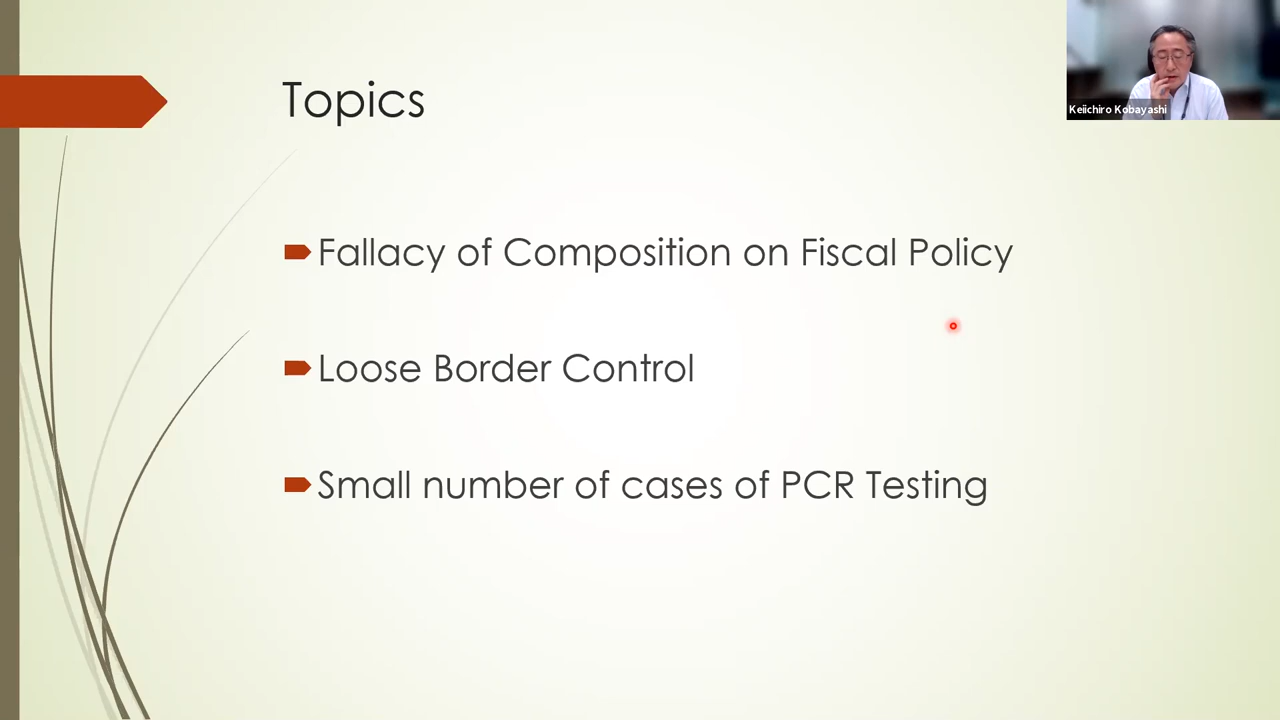 Topics
Keiichiro Kobayashi
Fallacy of Composition on Fiscal Policy
Loose Border Control
Small number of cases of PCR Testing